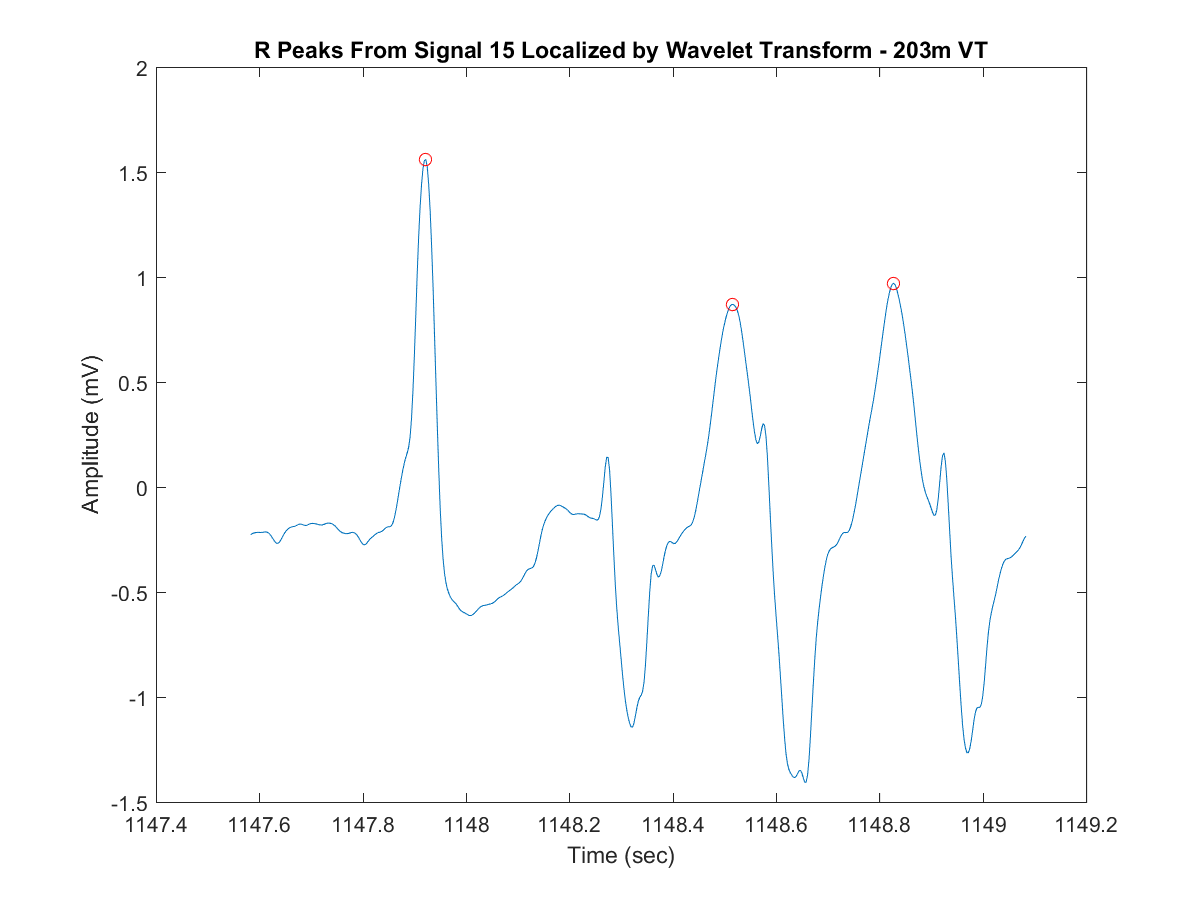 R Peaks From Signal 15 Localized by Wavelet Transform - 203m VT
2
1.5
1
0.5
0
-0.5
-1
-1.5
Amplitude (mV)
1147.4 1147.6 1147.8 1148 1148.2 1148.4 1148.6 1148.8 1149 1149.2
Time (sec)